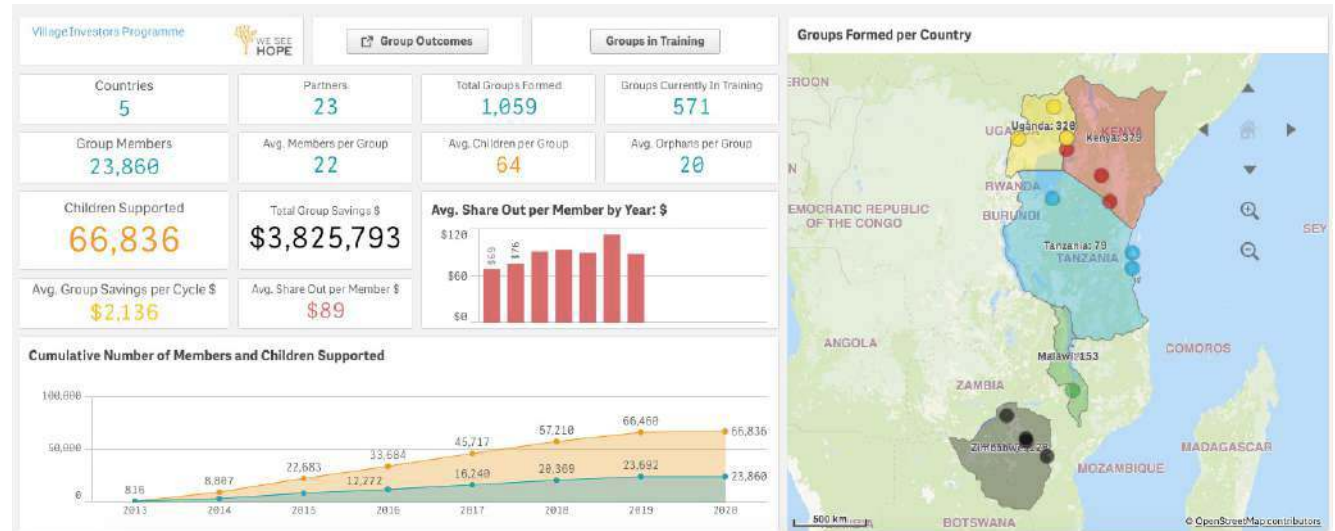 Village Investors Programme
WE SEE
HOPE
Group Outcomes
Groups in Training
Countries
5
Partners
23
Total Groups Formed
1,059
Groups Currently In Training
571
Group Members
23,860
Avg. Members per Group
22
Avg. Children per Group
64
Avg. Orphans per Group
20
Children Supported
66,836
Total Group Savings $
$3,825,793
Avg. Group Savings per Cycle $
$2,136
Avg. Share Out per Member $
$89
Avg. Share Out per Member by Year: $
$120
$60
$0
$69
$76
Cumulative Number of Members and Children Supported
100,000
50,000
0
816
8,807
22,683
33,684
45,717
57,210
66,460
66,836
12,772
16,240
20,369
23,692
23,860
2013
2014
2015
2016
2017
2018
2019
2020
Groups Formed per Country
EROON
Uganda: 320
KENYA
Kenya: 379
RWANDA
EMOCRATIC REPUBLIC
OF THE CONGO
BURUNDI
SEY
Tanzania: 79
TANZANIA
ANGOLA
Malawi: 153
COMOROS
ZAMBIA
MADAGASCAR
MOZAMBIQUE
500 km
BOTSWANA
© OpenStreetMap contributors